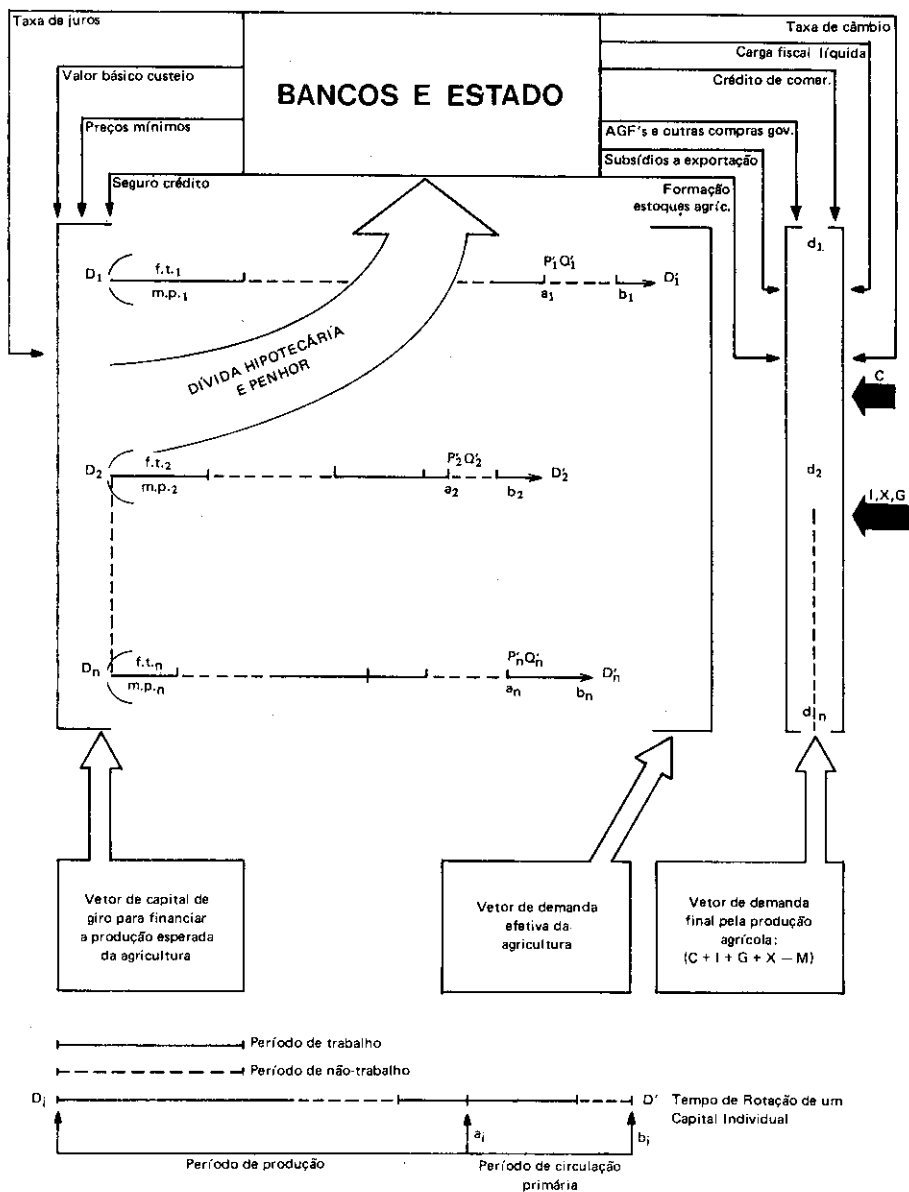 Taxa de juros
Taxa de câmbio
Carga fiscal líquida
Valor básico custeio
Crédito de comer.
BANCOS E ESTADO
Preços mínimos
AGF's e outras compras gov.
Subsídios a exportação
Seguro crédito
Formação
estoques agríc.
d1.
D1 f.t.1 P'1Q'1 D'1
m.p.1 a1 b1
DÍVIDA HIPOTECÁRIA
E PENHOR
C
D2 f.t.2 P'2Q'2 D'2 d2
m.p.2 a2 b2
I,X,G
Dn f.t.n P'nQ'n D'n
m.p.n an bn
dn
Vetor de capital de
giro para financiar
a produção esperada
da agricultura
Vetor de demanda
efetiva da
agricultura
Vetor de demanda
final pela produção
agrícola:
(C + I + G + X — M)
Período de trabalho
Período de não-trabalho
Di D' Tempo de Rotação de um
Capital Individual
ai bi
Período de produção
Período de circulação
primária